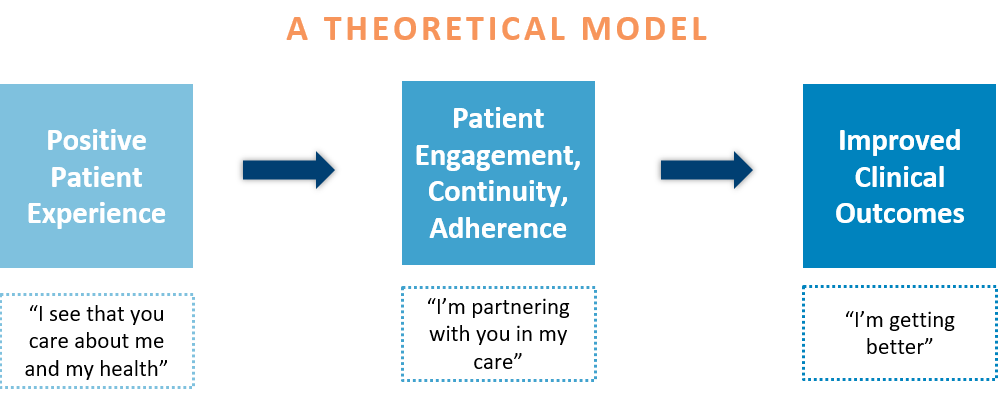 A THEORETICAL MODEL
Positive
Patient
Experience
Patient
Engagement,
Continuity,
Adherence
Improved
Clinical
Outcomes
“I see that you
care about me
and my health”
“I’m partnering
with you in my
care”
“I’m getting
better”